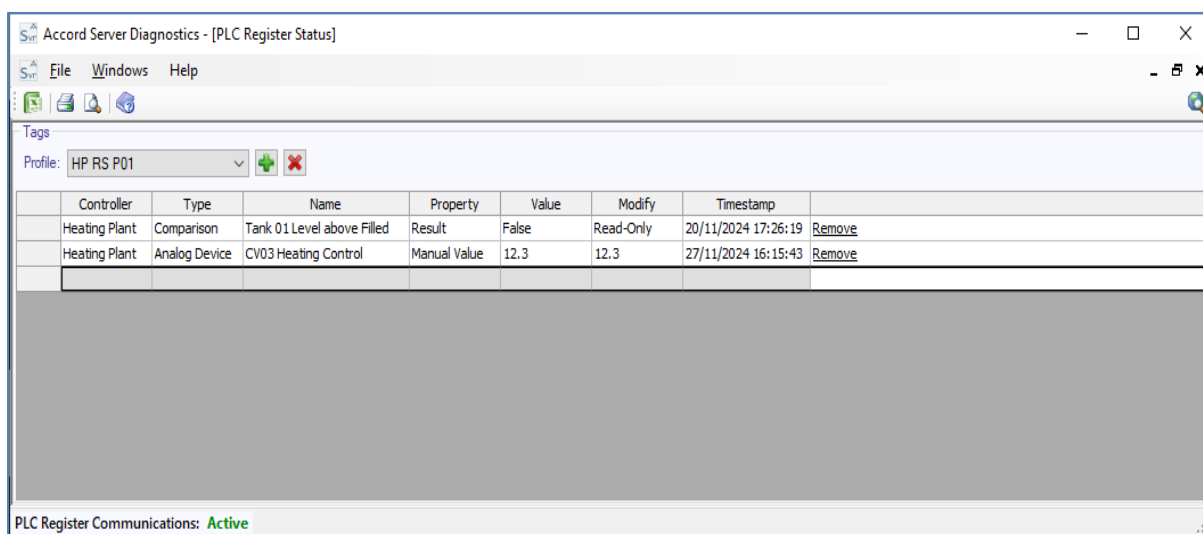 Accord Server Diagnostics - [PLC Register Status]
File Windows Help
Tags
Profile: HP RS P01
Controller Type Name Property Value Modify Timestamp
Heating Plant Comparison Tank 01 Level above Filled Result False Read-Only 20/11/2024 17:26:19 Remove
Heating Plant Analog Device CV03 Heating Control Manual Value 12.3 12.3 27/11/2024 16:15:43 Remove
PLC Register Communications: Active